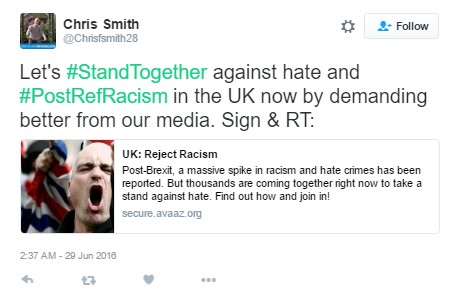 Chris Smith
@Chrisfsmith28
Follow
Let's #StandTogether against hate and
#PostRefRacism in the UK now by demanding
better from our media. Sign & RT:
UK: Reject Racism
Post-Brexit, a massive spike in racism and hate crimes has been
reported. But thousands are coming together right now to take a
stand against hate. Find out how and join in!
secure.avaaz.org
2:37 AM - 29 Jun 2016